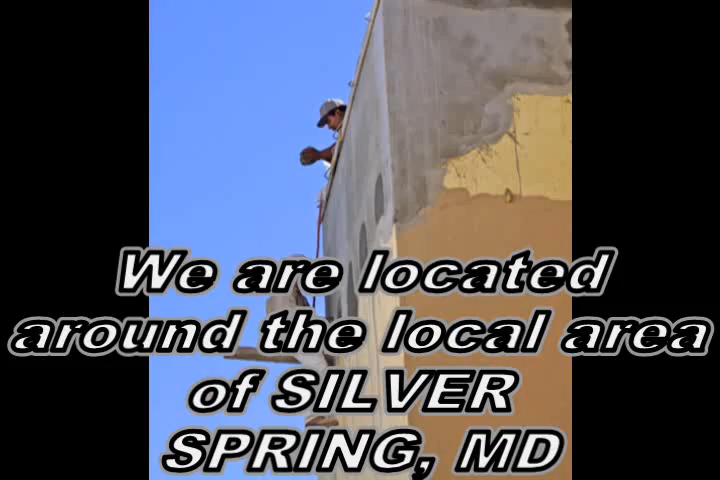 We are located
around the local area
of SILVER
SPRING, MD